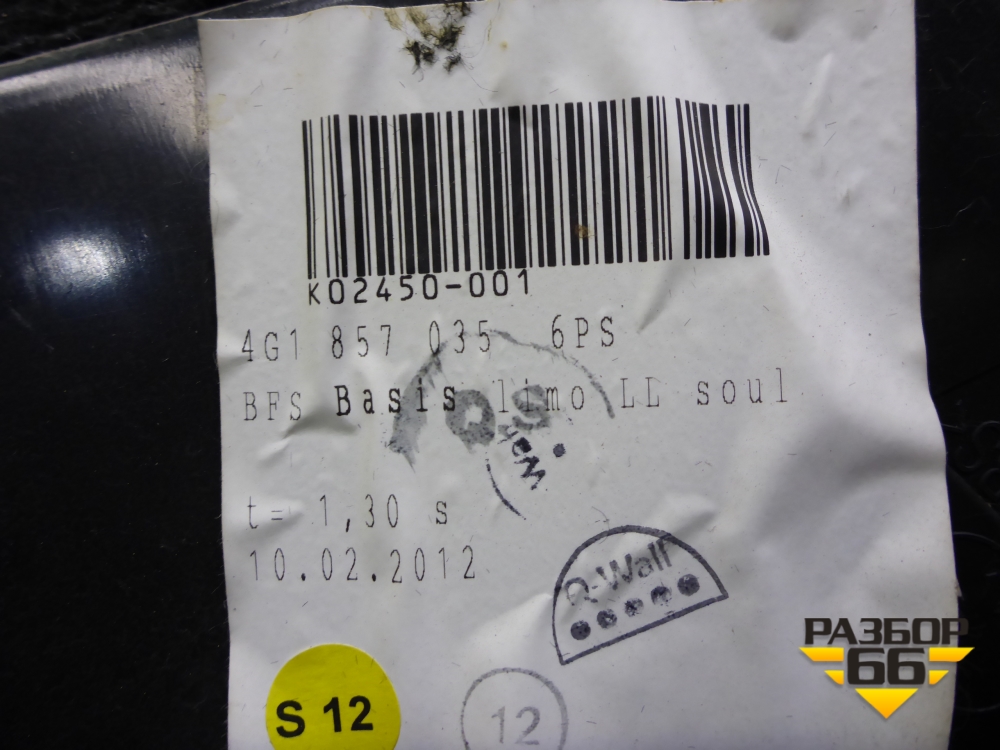 K02450-001
4G1 857 035 6PS
BFS Basis limo LL soul
QS
t= 1,30 s
10.02.2012
Q-Wall
S 12
12
РАЗБОР
66